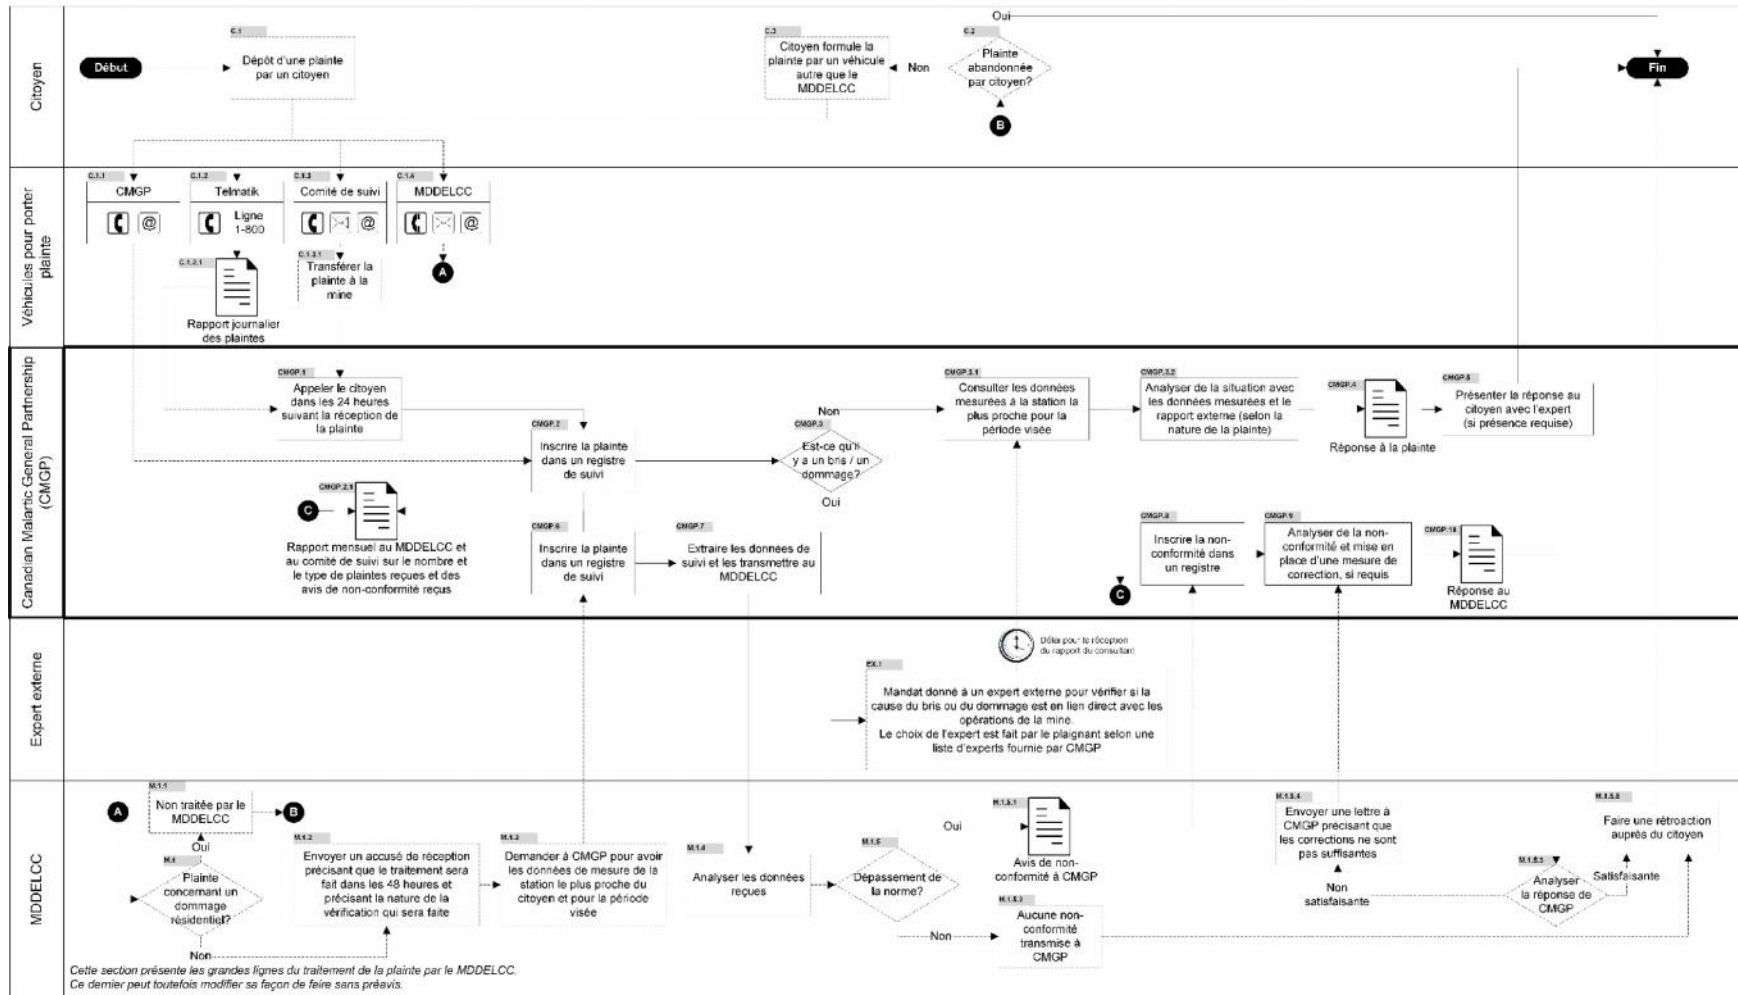 Citoyen
Début
C.1
Dépôt d'une plainte
par un citoyen
C.3
Citoyen formule la
plainte par un véhicule
autre que le
MDDELCC
Non
C.2
Plainte
abandonnée
par citoyen?
Oui
B
Fin
Véhicules pour porter
plainte
C.1.1
CMGP
@
C.1.2
Telmatik
Ligne
1-800
C.1.3
Comité de suivi
@
C.1.4
MDDELCC
@
C.1.2.1
Rapport journalier
des plaintes
C.1.3.1
Transférer la
plainte à la
mine
A
Canadian Malartic General Partnership
(CMGP)
CMGP.1
Appeler le citoyen
dans les 24 heures
suivant la réception de
la plainte
CMGP.2
Inscrire la plainte
dans un registre
de suivi
CMGP.3
Non
Est-ce qu'il
y a un bris / un
dommage?
Oui
CMGP.3.1
Consulter les données
mesurées à la station la
plus proche pour la
période visée
CMGP.3.2
Analyser de la situation avec
les données mesurées et le
rapport externe (selon la
nature de la plainte)
CMGP.4
Réponse à la plainte
CMGP.5
Présenter la réponse au
citoyen avec l'expert
(si présence requise)
C
CMGP.2.1
Rapport mensuel au MDDELCC et
au comité de suivi sur le nombre et
le type de plaintes reçues et des
avis de non-conformité reçus
CMGP.6
Inscrire la plainte
dans un registre
de suivi
CMGP.7
Extraire les données de
suivi et les transmettre au
MDDELCC
C
CMGP.8
Inscrire la non-
conformité dans
un registre
CMGP.9
Analyser de la non-
conformité et mise en
place d'une mesure de
correction, si requis
CMGP.10
Réponse au
MDDELCC
Expert externe
Délai pour la réception
du rapport du consultant
EX.1
Mandat donné à un expert externe pour vérifier si la
cause du bris ou du dommage est en lien direct avec les
opérations de la mine.
Le choix de l'expert est fait par le plaignant selon une
liste d'experts fournie par CMGP
MDDELCC
A
M.1.1
Non traitée par le
MDDELCC
B
Oui
M.1
Plainte
concernant un
dommage
résidentiel?
Non
M.1.2
Envoyer un accusé de réception
précisant que le traitement sera
fait dans les 48 heures et
précisant la nature de la
vérification qui sera faite
M.1.3
Demander à CMGP pour avoir
les données de mesure de la
station le plus proche du
citoyen et pour la période
visée
M.1.4
Analyser les données
reçues
M.1.5
Dépassement de
la norme?
Oui
Non
M.1.5.1
Avis de non-
conformité à CMGP
M.1.5.2
Aucune non-
conformité
transmise à
CMGP
M.1.5.4
Envoyer une lettre à
CMGP précisant que
les corrections ne sont
pas suffisantes
Non
satisfaisante
M.1.5.3
Analyser
la réponse de
CMGP
Satisfaisante
Faire une rétroaction
auprès du citoyen
Cette section présente les grandes lignes du traitement de la plainte par le MDDELCC.
Ce dernier peut toutefois modifier sa façon de faire sans préavis.